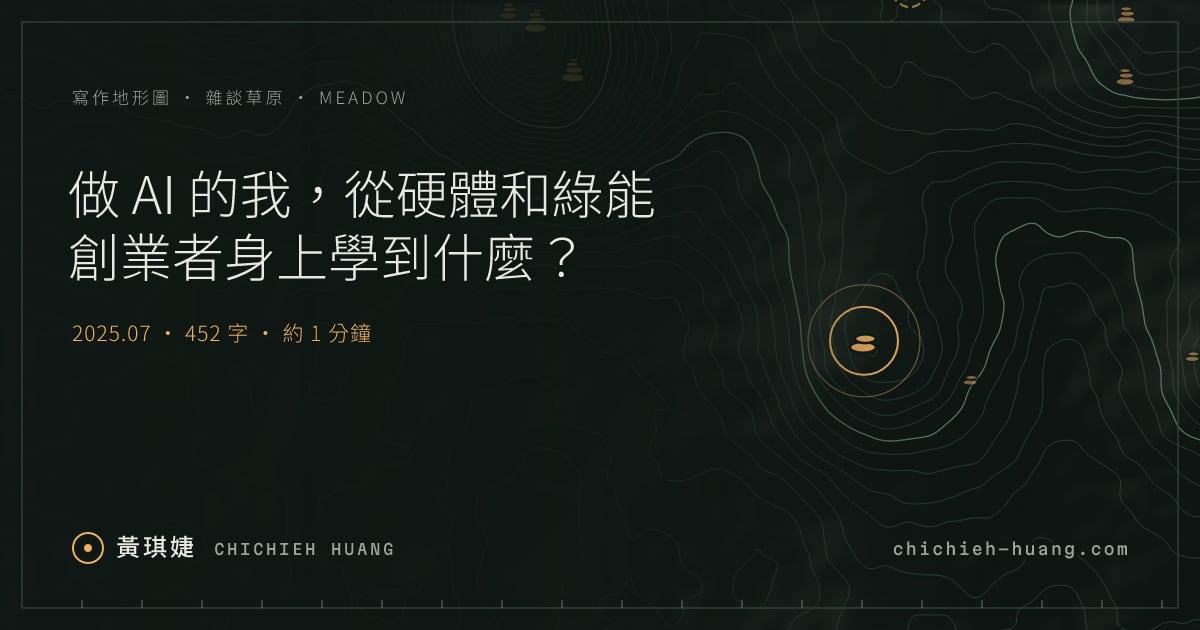 寫作地形圖 · 雜談草原 · MEADOW
做 AI 的我，從硬體和綠能
創業者身上學到什麼？
2025.07 · 452 字 · 約 1 分鐘
黃琪婕 CHICHIEH HUANG
chichieh-huang.com